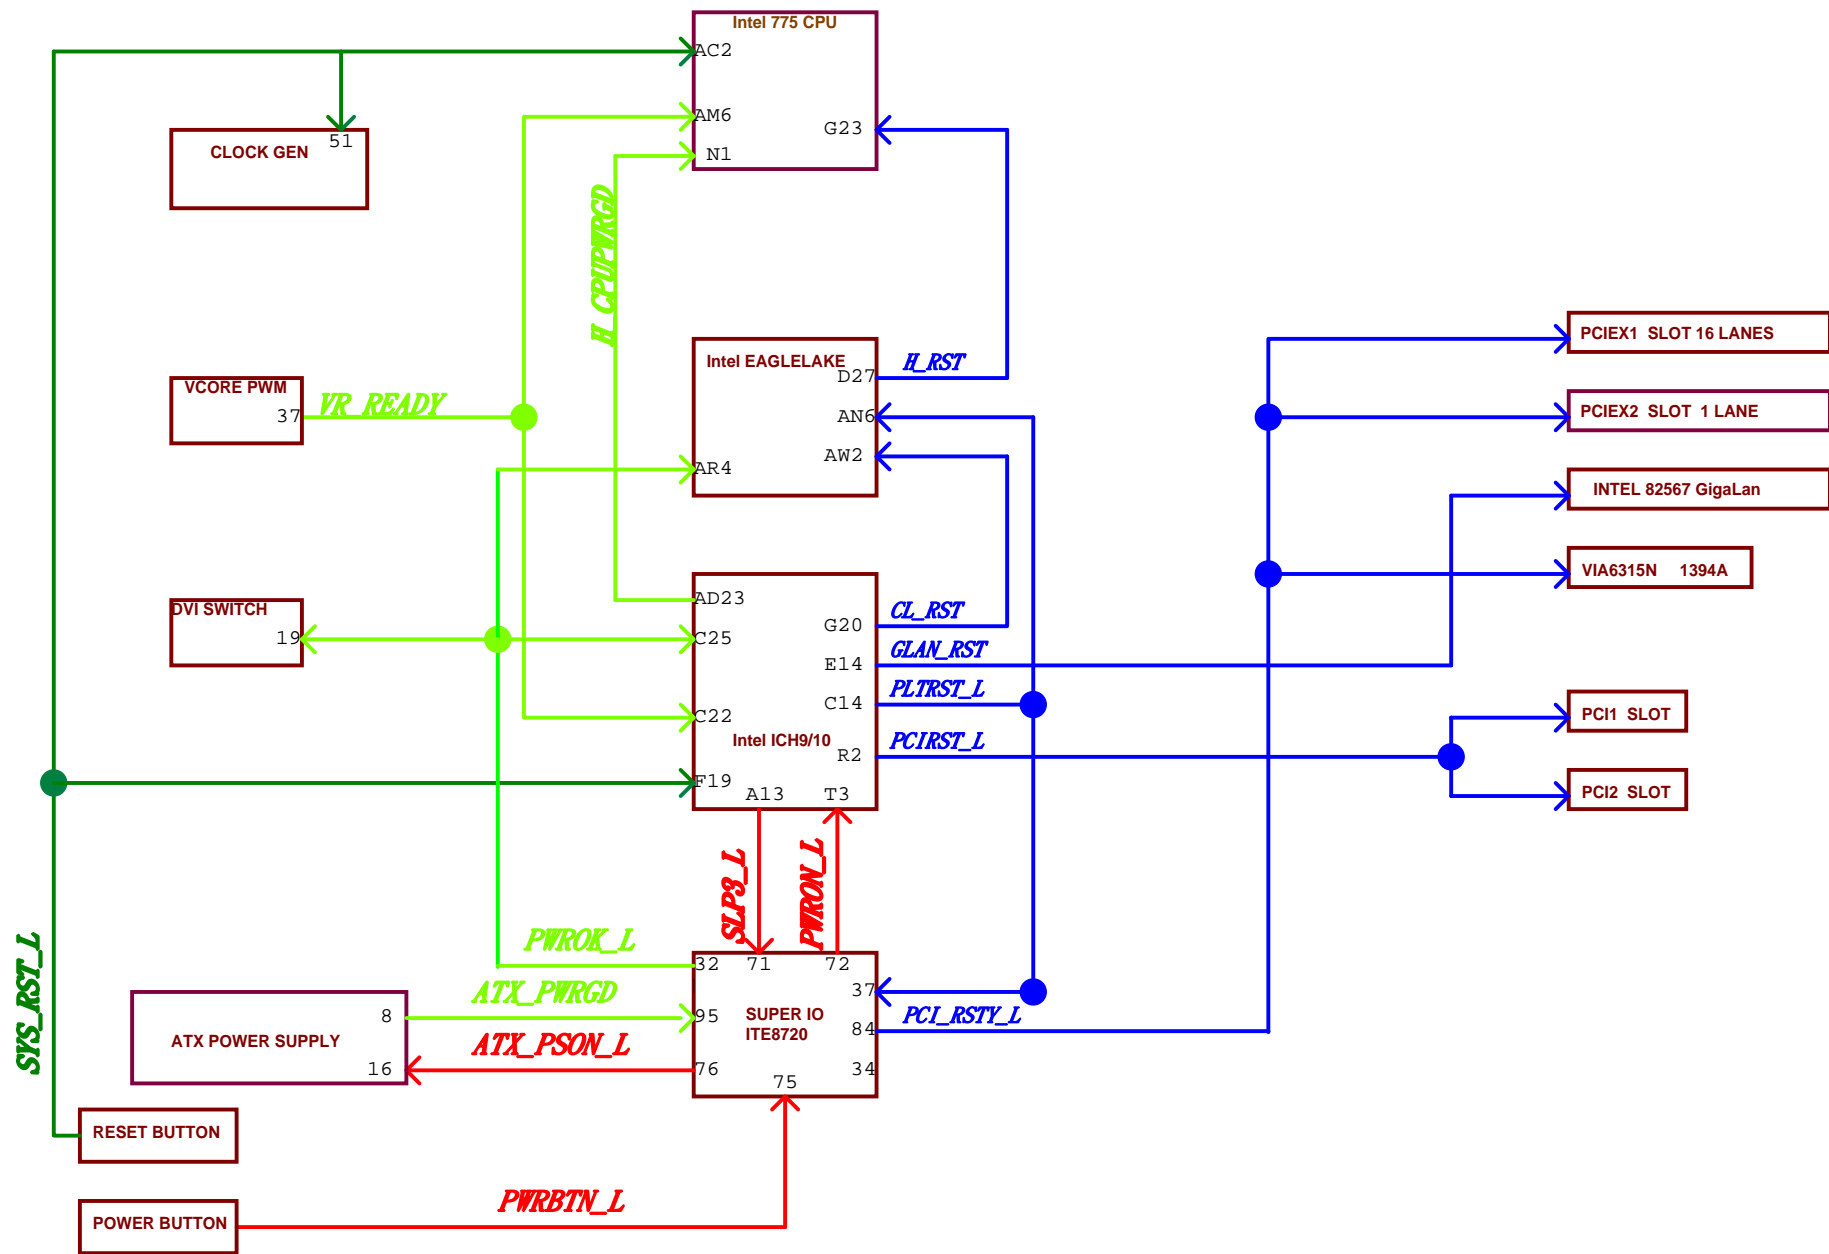 Intel 775 CPU
AC2
AM6
G23
N1
51
CLOCK GEN
H_CPUPWRGD
PCIEX1 SLOT 16 LANES
Intel EAGLELAKE
H_RST
D27
VCORE PWM
37
VR_READY
AN6
PCIEX2 SLOT 1 LANE
AW2
AR4
INTEL 82567 GigaLan
VIA6315N 1394A
AD23
CL_RST
DVI SWITCH
19
C25
G20
GLAN_RST
E14
PLTRST_L
C14
C22
PCI1 SLOT
Intel ICH9/10
PCIRST_L
R2
F19
A13
T3
PCI2 SLOT
SLP3_L
PWRON_L
SYS_RST_L
PWROK_L
32
71
72
ATX_PWRGD
37
8
95
SUPER IO
ITE8720
PCI_RSTY_L
84
ATX POWER SUPPLY
ATX_PSON_L
16
76
34
75
RESET BUTTON
PWRBTN_L
POWER BUTTON